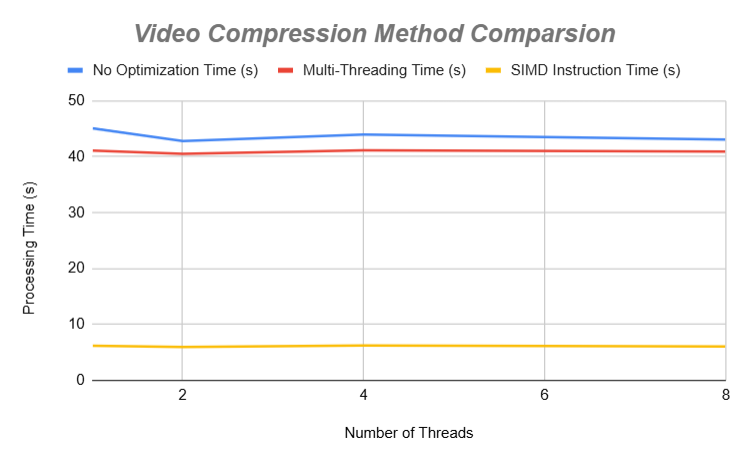 Video Compression Method Comparsion
No Optimization Time (s) Multi-Threading Time (s) SIMD Instruction Time (s)
50
40
30
20
10
0
Processing Time (s)
2 4 6 8
Number of Threads